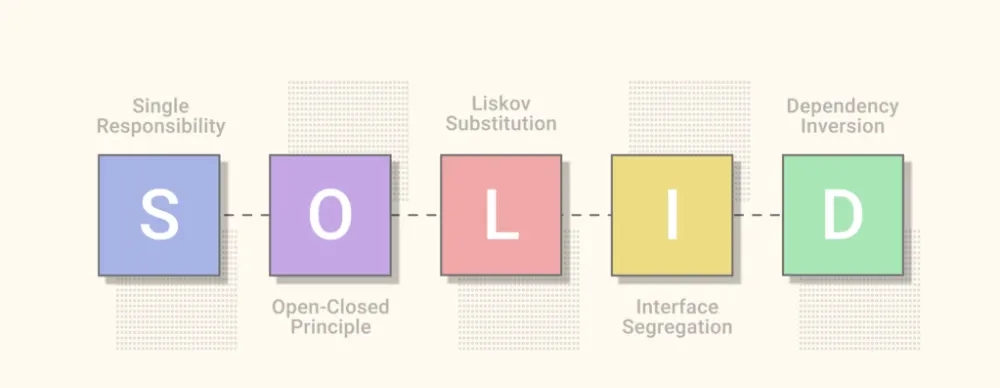 Single
Responsibility
S
Open-Closed
Principle
O
Liskov
Substitution
L
Interface
Segregation
I
Dependency
Inversion
D